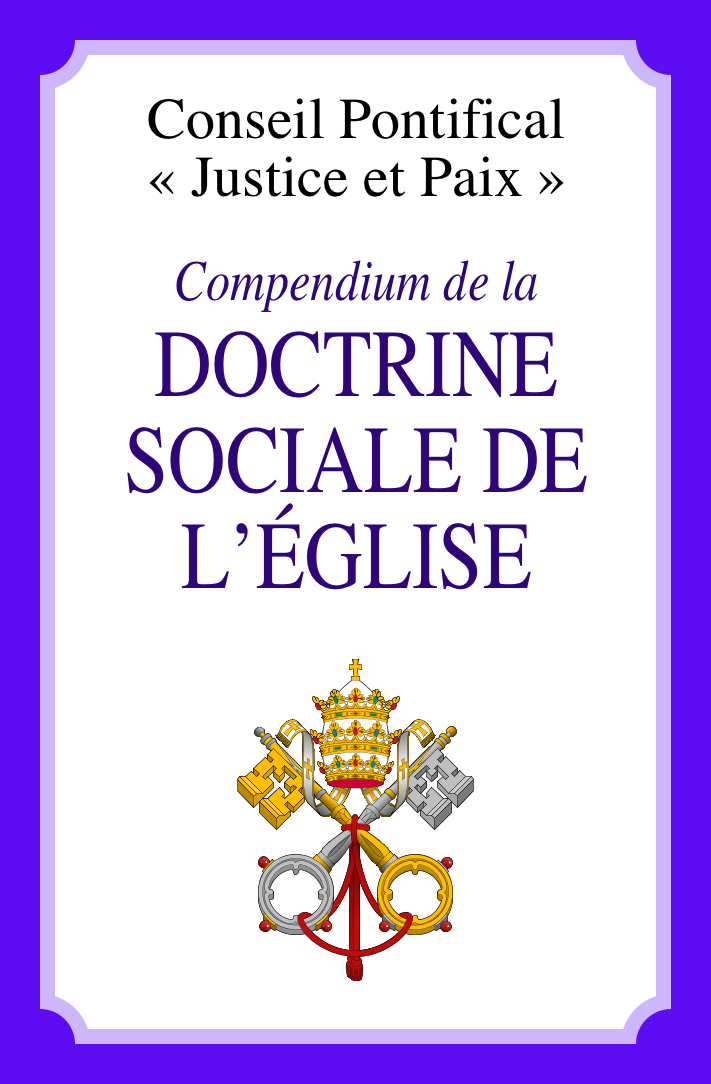 Conseil Pontifical
« Justice et Paix »
Compendium de la
DOCTRINE
SOCIALE DE
L’ÉGLISE